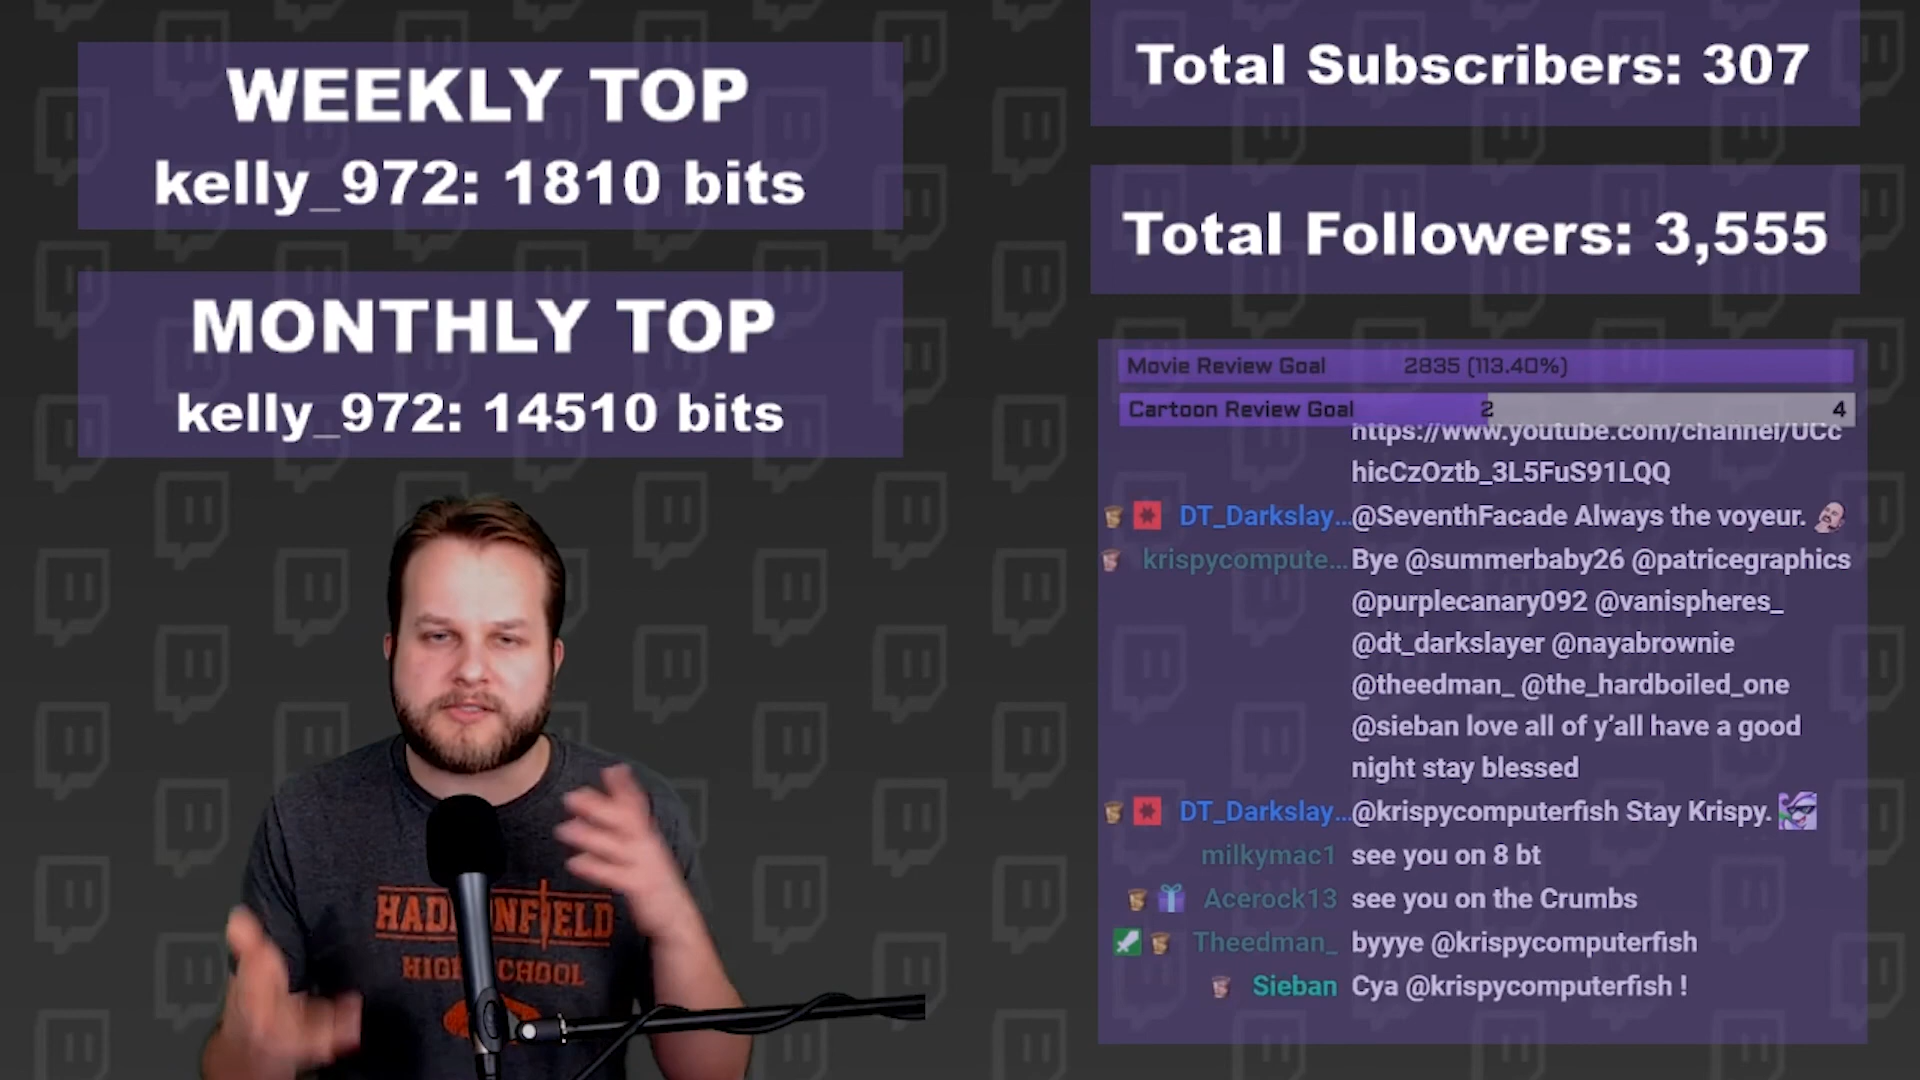 WEEKLY TOP
kelly_972: 1810 bits
MONTHLY TOP
kelly_972: 14510 bits
HADDONFIELD
HIGH SCHOOL
Total Subscribers: 307
Total Followers: 3,555
Movie Review Goal 2835 (113.40%)
Cartoon Review Goal 2 4
https://www.youtube.com/channel/UCc
hicCzOztb_3L5FuS91LQQ
DT_Darkslay... @SeventhFacade Always the voyeur.
krispycompute... Bye @summerbaby26 @patricegraphics
@purplecanary092 @vanispheres_
@dt_darkslayer @nayabrownie
@theedman_ @the_hardboiled_one
@sieban love all of y'all have a good
night stay blessed
DT_Darkslay... @krispycomputerfish Stay Krispy.
milkymac1 see you on 8 bt
Acerock13 see you on the Crumbs
Theedman_ byyye @krispycomputerfish
Sieban Cya @krispycomputerfish !